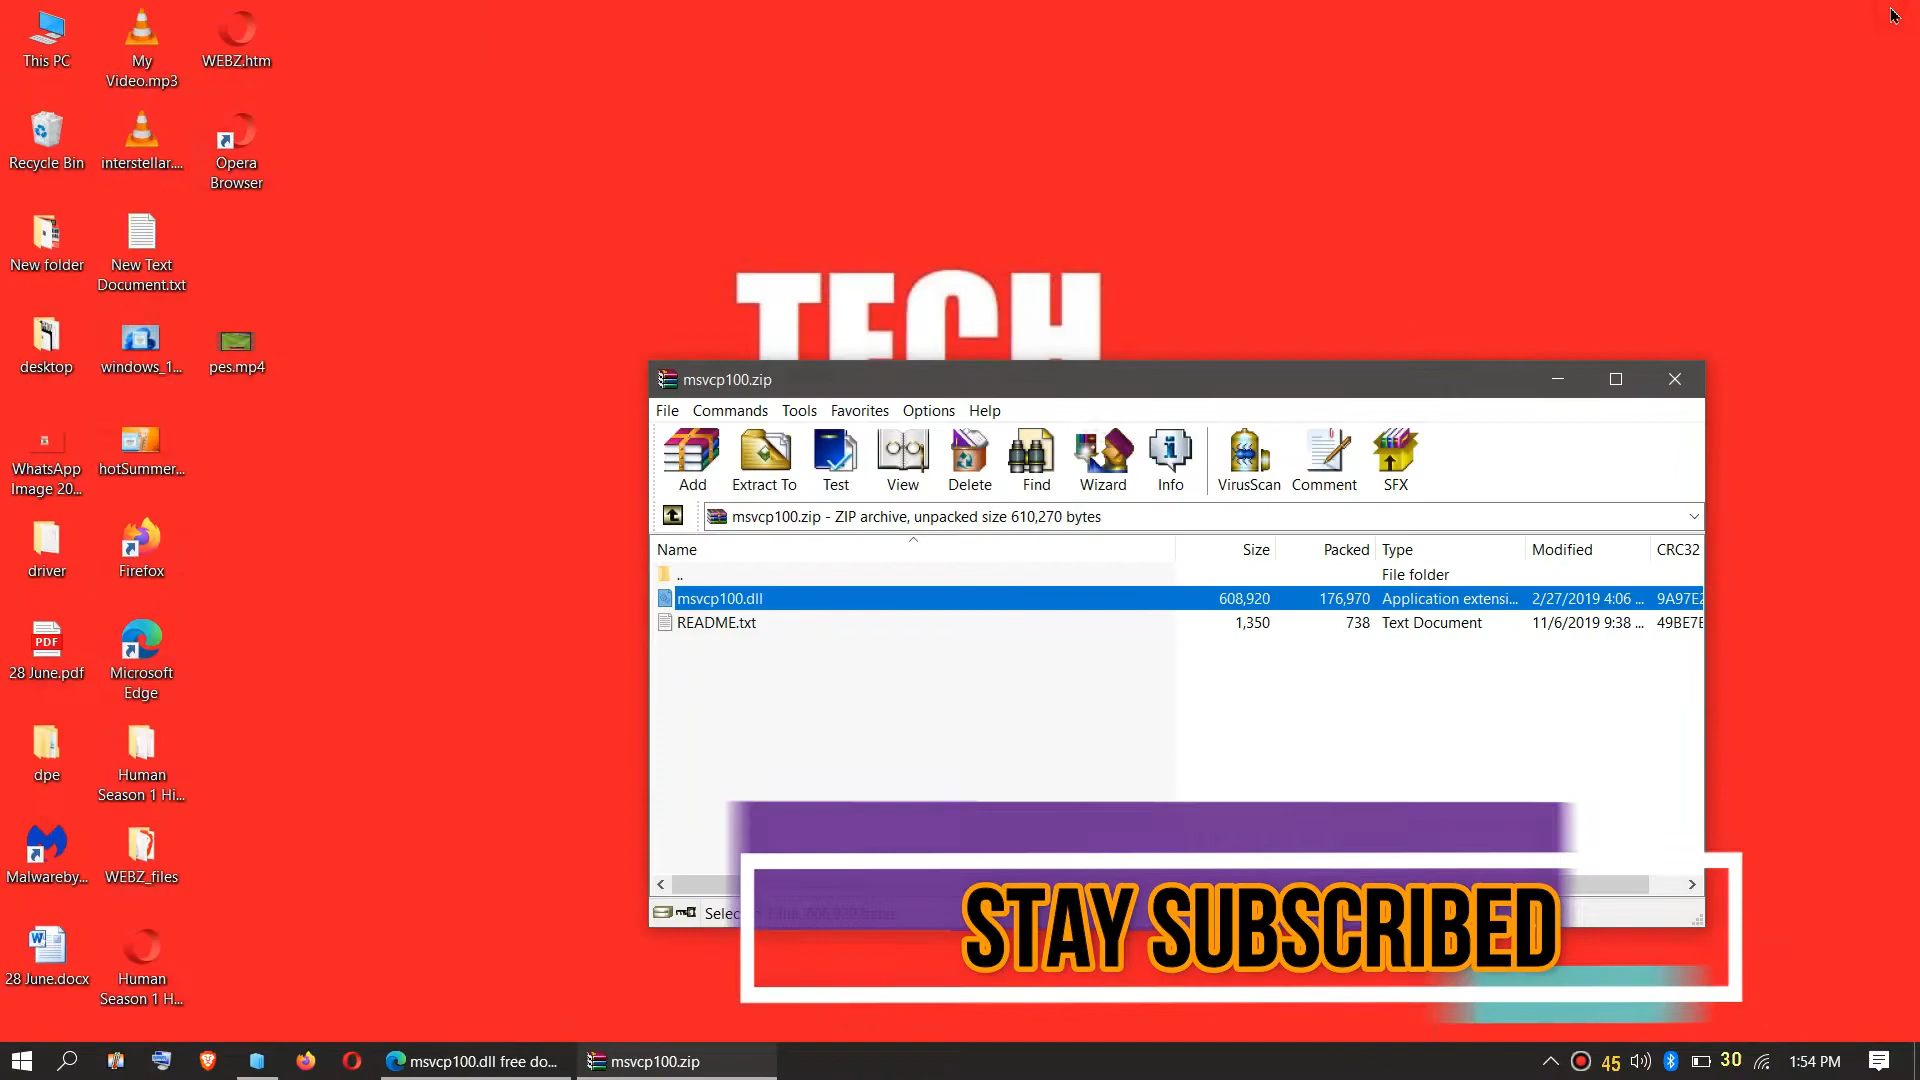 This PC
My
Video.mp3
WEBZ.htm
Recycle Bin
interstellar....
Opera
Browser
New folder
New Text
Document.txt
desktop
windows_1...
pes.mp4
WhatsApp
Image 20...
hotSummer...
driver
Firefox
28 June.pdf
Microsoft
Edge
dpe
Human
Season 1 Hi...
Malwareby...
WEBZ_files
28 June.docx
Human
Season 1 H...
TECH
msvcp100.zip
File Commands Tools Favorites Options Help
Add Extract To Test View Delete Find Wizard Info VirusScan Comment SFX
msvcp100.zip - ZIP archive, unpacked size 610,270 bytes
Name Size Packed Type Modified CRC32
.. File folder
msvcp100.dll 608,920 176,970 Application extensi... 2/27/2019 4:06 ... 9A97E2
README.txt 1,350 738 Text Document 11/6/2019 9:38 ... 49BE7E
STAY SUBSCRIBED
msvcp100.dll free do...
msvcp100.zip
45
30
1:54 PM